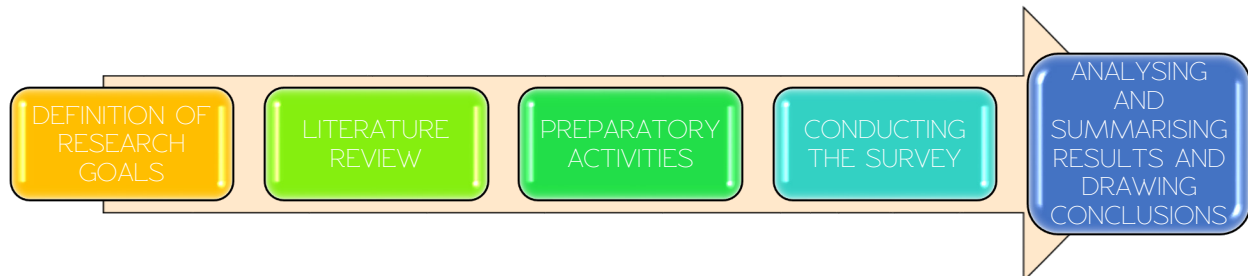 DEFINITION OF
RESEARCH
GOALS
LITERATURE
REVIEW
PREPARATORY
ACTIVITIES
CONDUCTING
THE SURVEY
ANALYSING
AND
SUMMARISING
RESULTS AND
DRAWING
CONCLUSIONS